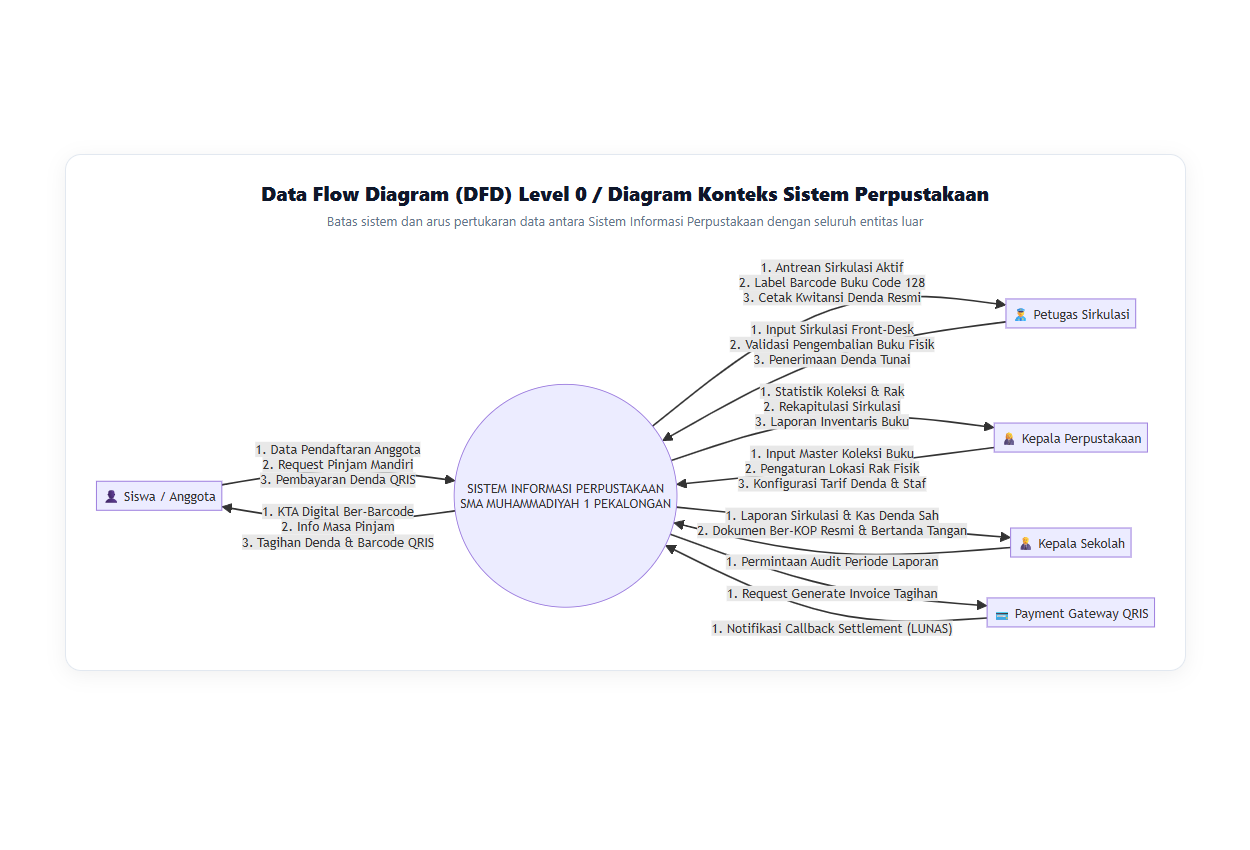 Data Flow Diagram (DFD) Level 0 / Diagram Konteks Sistem Perpustakaan
Batas sistem dan arus pertukaran data antara Sistem Informasi Perpustakaan dengan seluruh entitas luar
1. Antrean Sirkulasi Aktif
2. Label Barcode Buku Code 128
3. Cetak Kwitansi Denda Resmi
Petugas Sirkulasi
1. Input Sirkulasi Front-Desk
2. Validasi Pengembalian Buku Fisik
3. Penerimaan Denda Tunai
1. Statistik Koleksi & Rak
2. Rekapitulasi Sirkulasi
3. Laporan Inventaris Buku
Kepala Perpustakaan
1. Input Master Koleksi Buku
2. Pengaturan Lokasi Rak Fisik
3. Konfigurasi Tarif Denda & Staf
1. Data Pendaftaran Anggota
2. Request Pinjam Mandiri
3. Pembayaran Denda QRIS
Siswa / Anggota
1. KTA Digital Ber-Barcode
2. Info Masa Pinjam
3. Tagihan Denda & Barcode QRIS
SISTEM INFORMASI PERPUSTAKAAN
SMA MUHAMMADIYAH 1 PEKALONGAN
1. Laporan Sirkulasi & Kas Denda Sah
2. Dokumen Ber-KOP Resmi & Bertanda Tangan
Kepala Sekolah
1. Permintaan Audit Periode Laporan
1. Request Generate Invoice Tagihan
Payment Gateway QRIS
1. Notifikasi Callback Settlement (LUNAS)